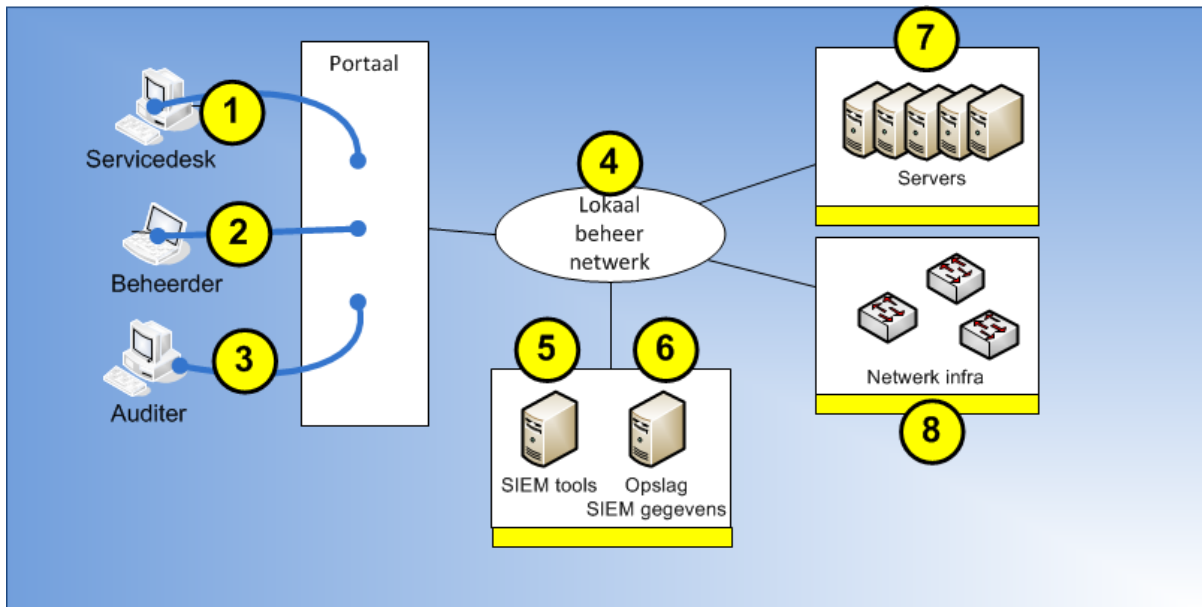 Portaal
1
Servicedesk
2
Beheerder
3
Auditer
4
Lokaal
beheer
netwerk
5
SIEM tools
6
Opslag
SIEM gegevens
7
Servers
Netwerk infra
8